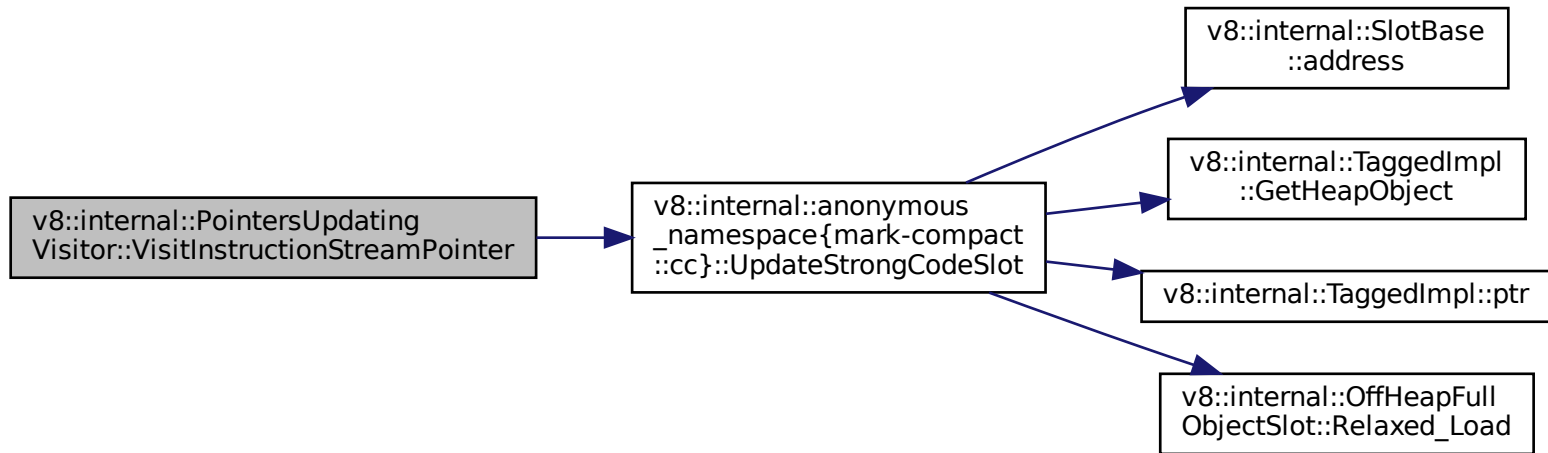 v8::internal::SlotBase
::address
v8::internal::TaggedImpl
::GetHeapObject
v8::internal::PointersUpdating
Visitor::VisitInstructionStreamPointer
v8::internal::anonymous
_namespace{mark-compact
::cc}::UpdateStrongCodeSlot
v8::internal::TaggedImpl::ptr
v8::internal::OffHeapFull
ObjectSlot::Relaxed_Load